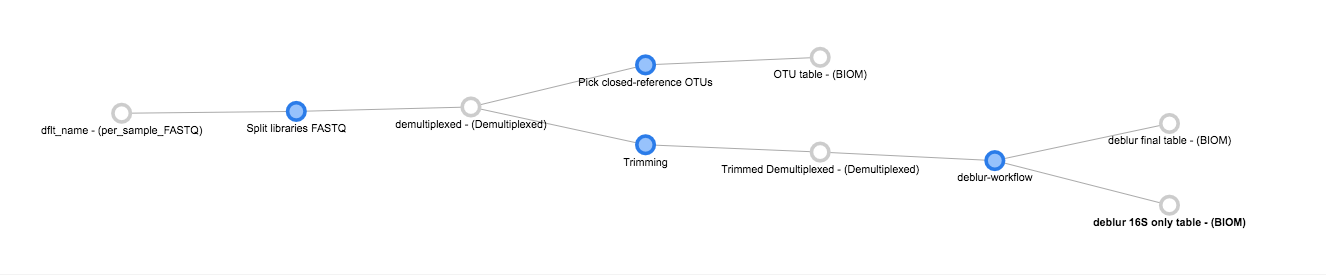 dflt_name - (per_sample_FASTQ)
Split libraries FASTQ
demultiplexed - (Demultiplexed)
Pick closed-reference OTUs
OTU table - (BIOM)
Trimming
Trimmed Demultiplexed - (Demultiplexed)
deblur-workflow
deblur final table - (BIOM)
deblur 16S only table - (BIOM)